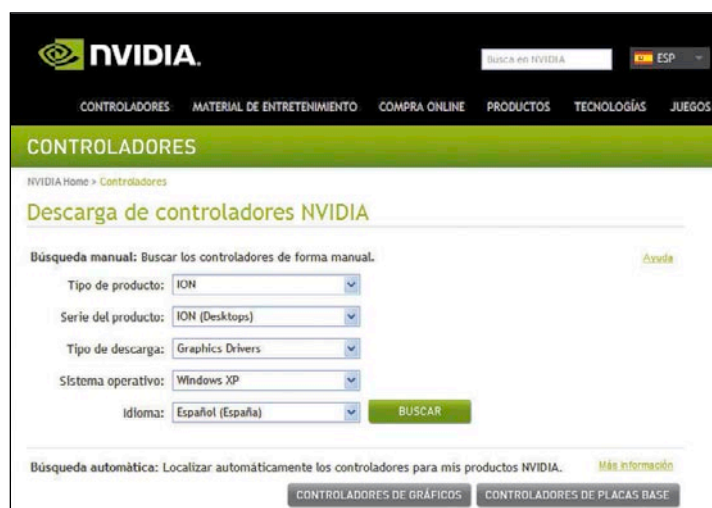 NVIDIA.
Busca en NVIDIA
ESP
CONTROLADORES MATERIAL DE ENTRETENIMIENTO COMPRA ONLINE PRODUCTOS TECNOLOGÍAS JUEGOS
CONTROLADORES
NVIDIA Home > Controladores
Descarga de controladores NVIDIA
Búsqueda manual: Buscar los controladores de forma manual. Ayuda
Tipo de producto: ION
Serie del producto: ION (Desktops)
Tipo de descarga: Graphics Drivers
Sistema operativo: Windows XP
Idioma: Español (España) BUSCAR
Búsqueda automàtica: Localizar automáticamente los controladores para mis productos NVIDIA. Más información
CONTROLADORES DE GRÁFICOS CONTROLADORES DE PLACAS BASE